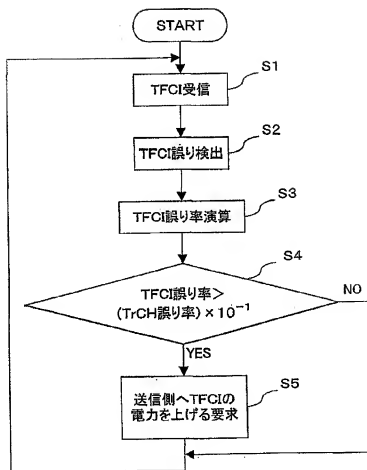 START
S1
TFCI受信
S2
TFCI誤り検出
S3
TFCI誤り率演算
S4
TFCI誤り率>
(TrCH誤り率)×10⁻¹
NO
YES
S5
送信側へTFCIの
電力を上げる要求